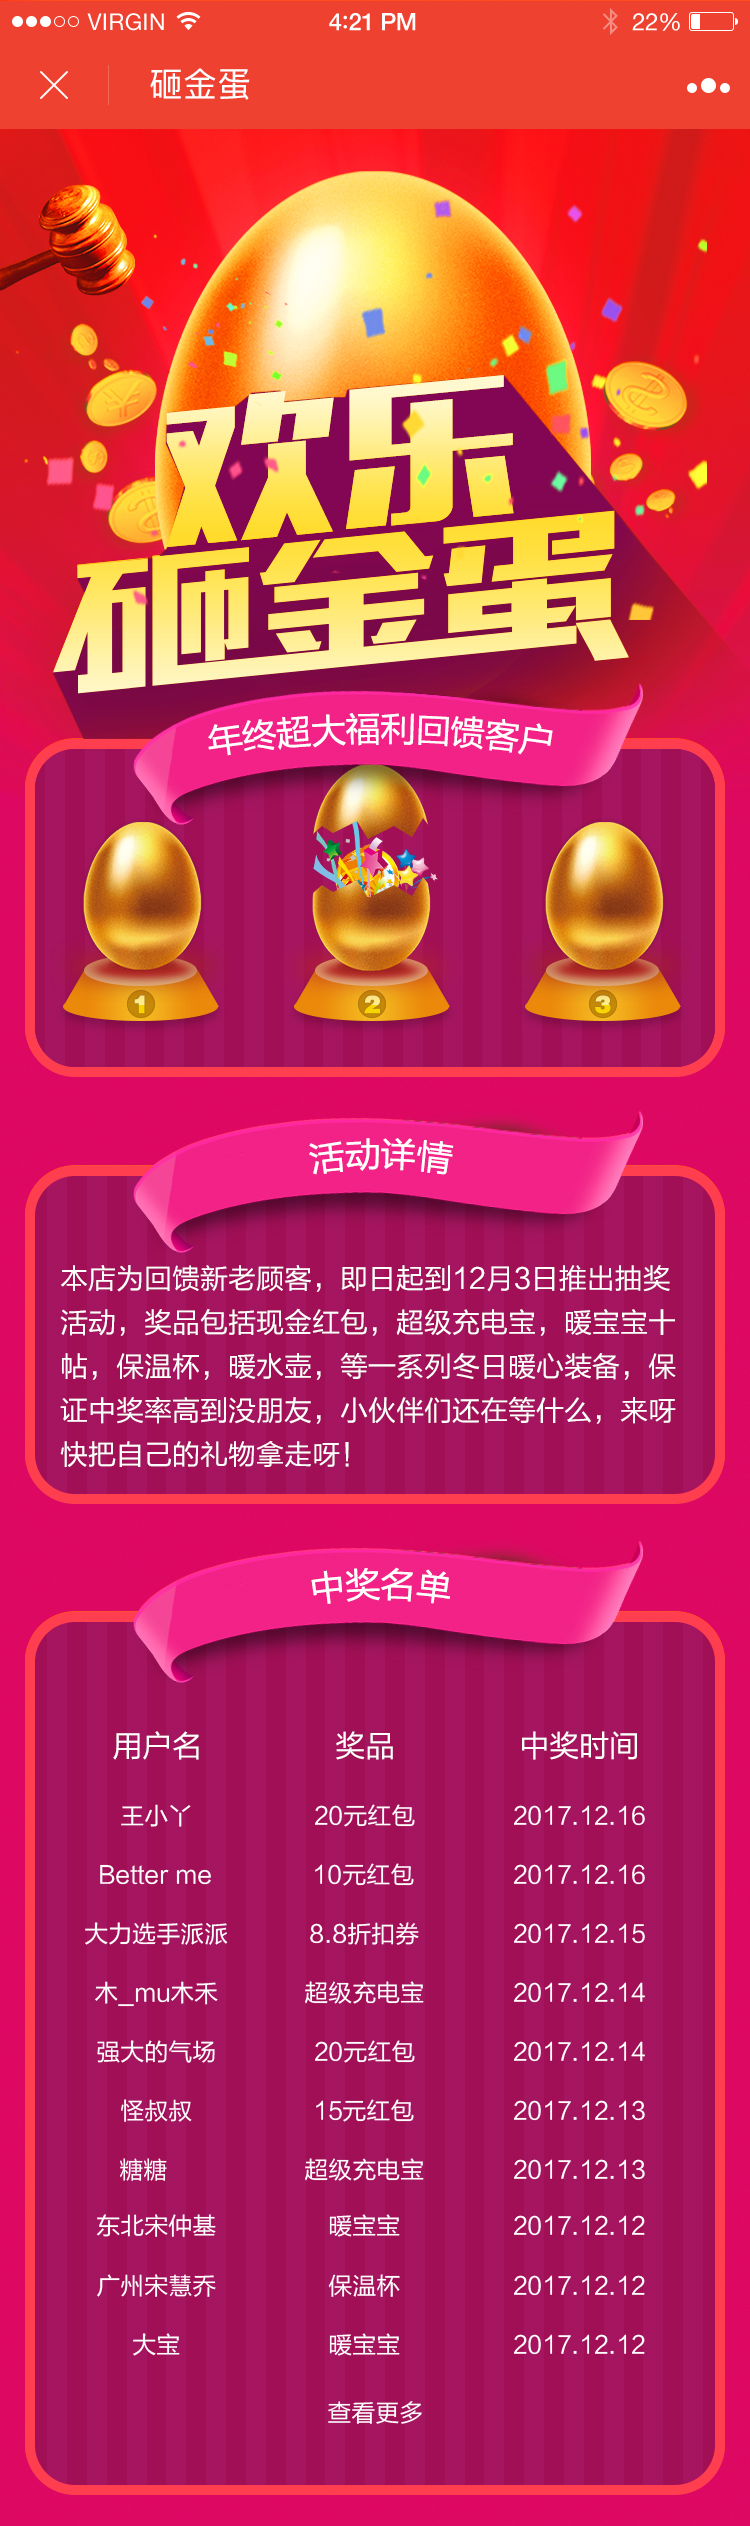 VIRGIN 4:21 PM 22%
砸金蛋
欢乐
砸金蛋
年终超大福利回馈客户
1 2 3
活动详情
本店为回馈新老顾客，即日起到12月3日推出抽奖
活动，奖品包括现金红包，超级充电宝，暖宝宝十
帖，保温杯，暖水壶，等一系列冬日暖心装备，保
证中奖率高到没朋友，小伙伴们还在等什么，来呀
快把自己的礼物拿走呀！
中奖名单
用户名 奖品 中奖时间
王小丫 20元红包 2017.12.16
Better me 10元红包 2017.12.16
大力选手派派 8.8折扣券 2017.12.15
木_mu木禾 超级充电宝 2017.12.14
强大的气场 20元红包 2017.12.14
怪叔叔 15元红包 2017.12.13
糖糖 超级充电宝 2017.12.13
东北宋仲基 暖宝宝 2017.12.12
广州宋慧乔 保温杯 2017.12.12
大宝 暖宝宝 2017.12.12
查看更多